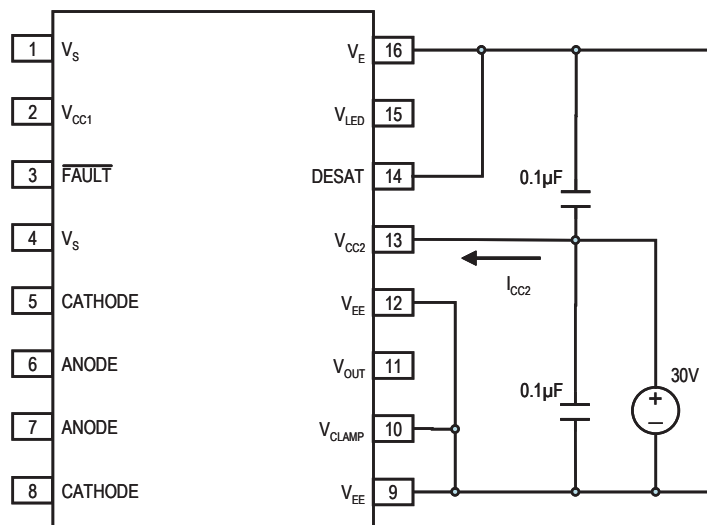 1 V_S V_E 16
2 V_CC1 V_LED 15
3 FAULT DESAT 14
0.1µF
4 V_S V_CC2 13
I_CC2
5 CATHODE V_EE 12
6 ANODE V_OUT 11
30V
0.1µF
+
−
7 ANODE V_CLAMP 10
8 CATHODE V_EE 9